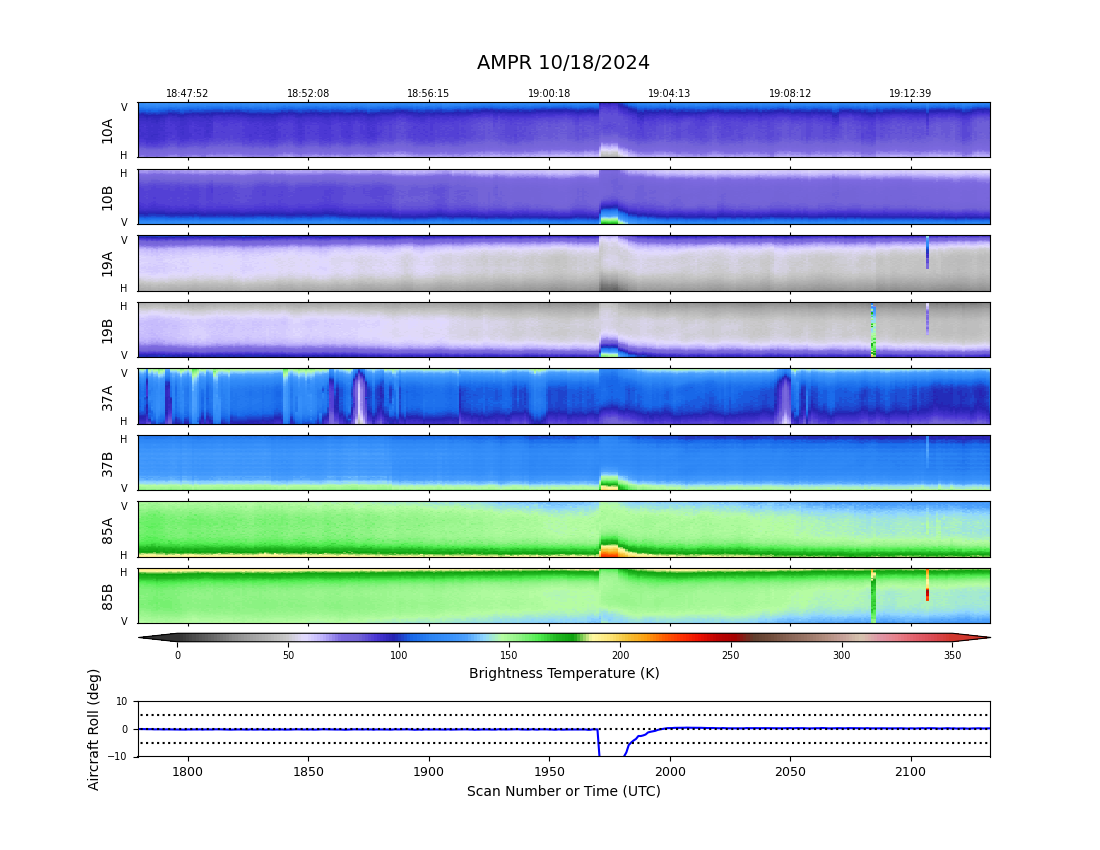 AMPR 10/18/2024
18:47:52 18:52:08 18:56:15 19:00:18 19:04:13 19:08:12 19:12:39
V
10A
H
H
10B
V
V
19A
H
H
19B
V
V
37A
H
H
37B
V
V
85A
H
H
85B
V
0 50 100 150 200 250 300 350
Brightness Temperature (K)
Aircraft Roll (deg)
10
0
−10
1800 1850 1900 1950 2000 2050 2100
Scan Number or Time (UTC)